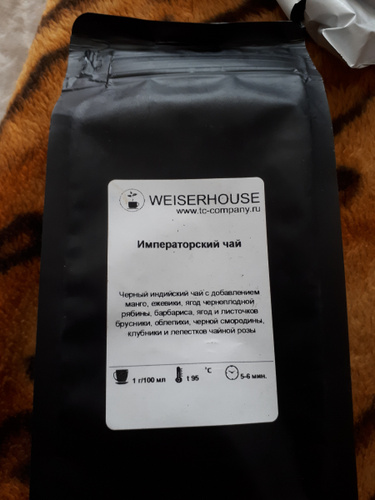 WEISERHOUSE
www.tc-company.ru
Императорский чай
Черный индийский чай с добавлением
манго, ежевики, ягод черноплодной
рябины, барбариса, ягод и листочков
брусники, облепихи, черной смородины,
клубники и лепестков чайной розы
1 г/100 мл t 95 °C 5-6 мин.